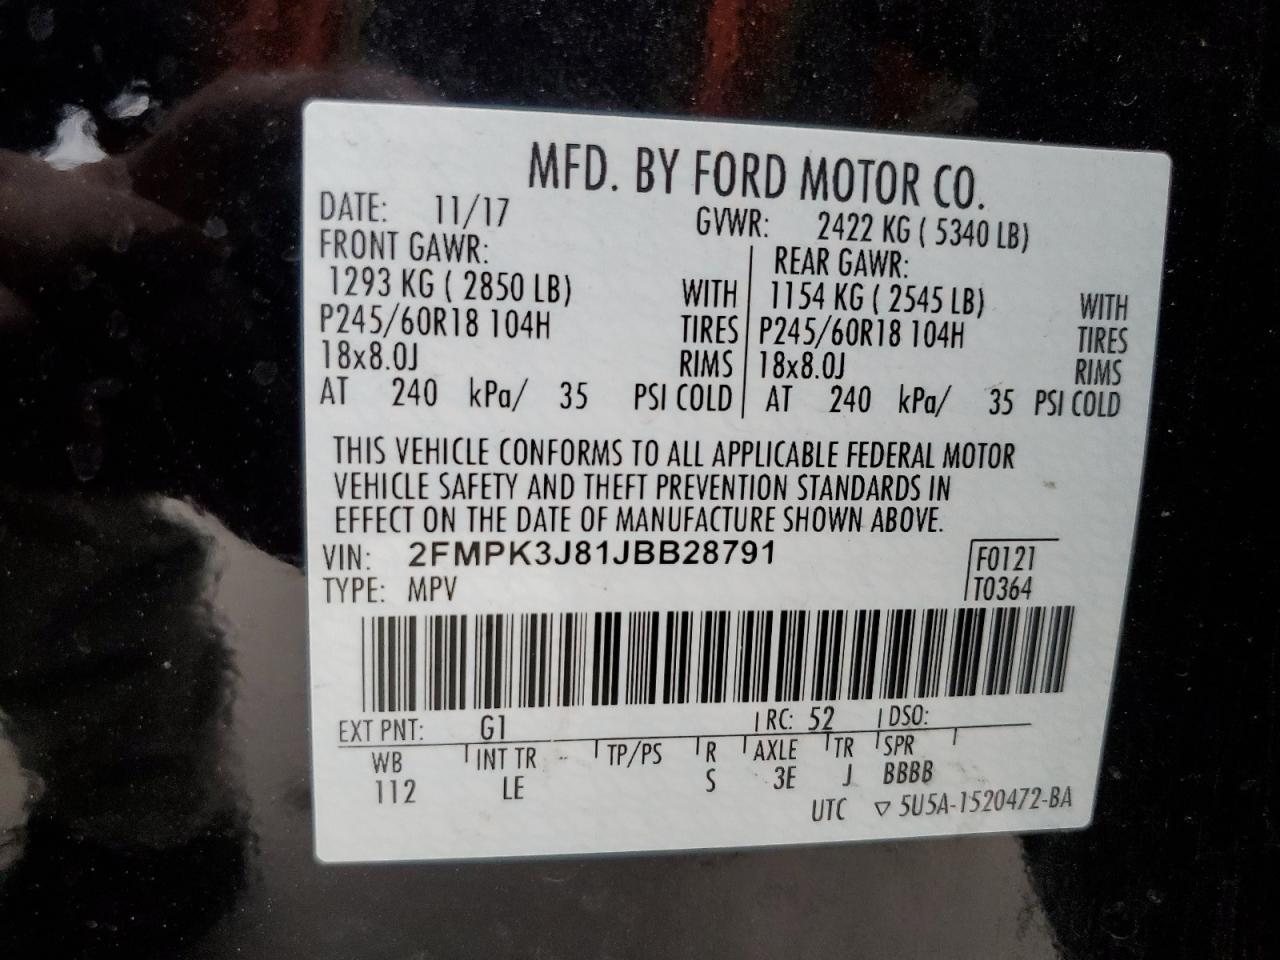 MFD. BY FORD MOTOR CO.
DATE: 11/17 GVWR: 2422 KG ( 5340 LB)
FRONT GAWR: REAR GAWR:
1293 KG ( 2850 LB) WITH 1154 KG ( 2545 LB) WITH
P245/60R18 104H TIRES P245/60R18 104H TIRES
18x8.0J RIMS 18x8.0J RIMS
AT 240 kPa/ 35 PSI COLD AT 240 kPa/ 35 PSI COLD
THIS VEHICLE CONFORMS TO ALL APPLICABLE FEDERAL MOTOR
VEHICLE SAFETY AND THEFT PREVENTION STANDARDS IN
EFFECT ON THE DATE OF MANUFACTURE SHOWN ABOVE.
VIN: 2FMPK3J81JBB28791 F0121
TYPE: MPV T0364
EXT PNT: G1 RC: 52 DSO:
WB INT TR TP/PS R AXLE TR SPR
112 LE S 3E J BBBB
UTC ▽ 5U5A-1520472-BA